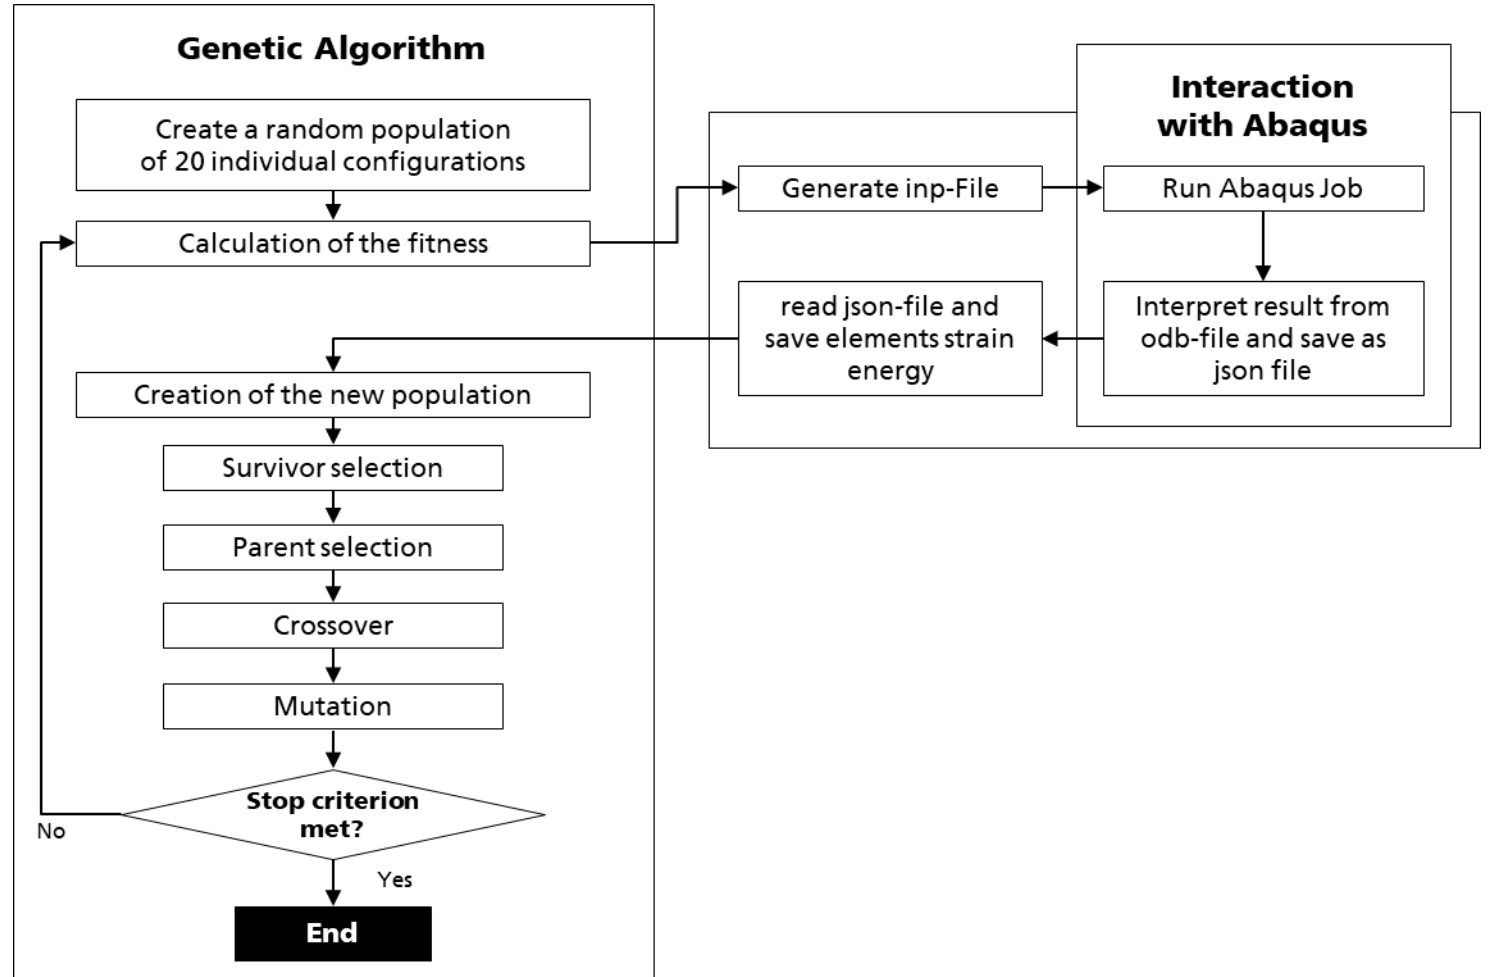 Genetic Algorithm
Create a random population
of 20 individual configurations
Calculation of the fitness
Interaction
with Abaqus
Generate inp-File
Run Abaqus Job
Interpret result from
odb-file and save as
json file
read json-file and
save elements strain
energy
Creation of the new population
Survivor selection
Parent selection
Crossover
Mutation
Stop criterion
met?
No
Yes
End